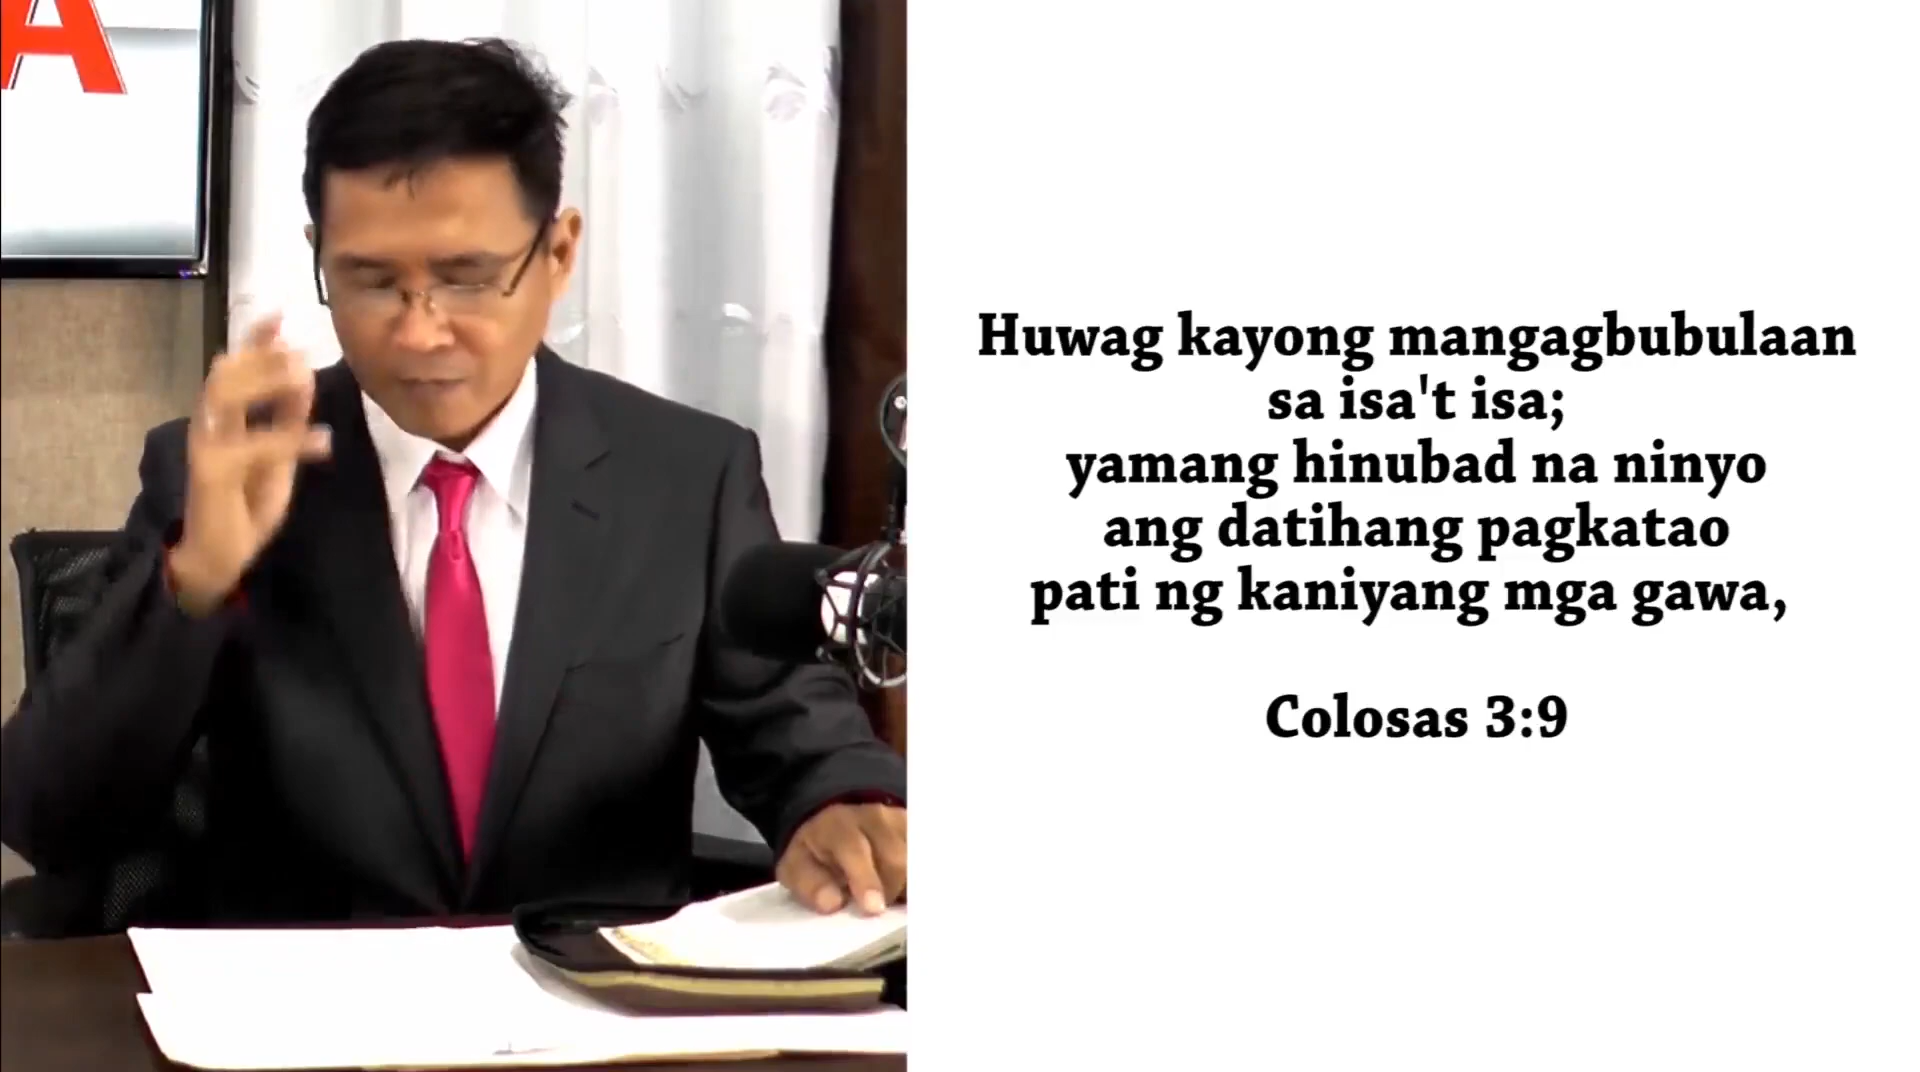 A
Huwag kayong mangagbubulaan
sa isa't isa;
yamang hinubad na ninyo
ang datihang pagkatao
pati ng kaniyang mga gawa,
Colosas 3:9